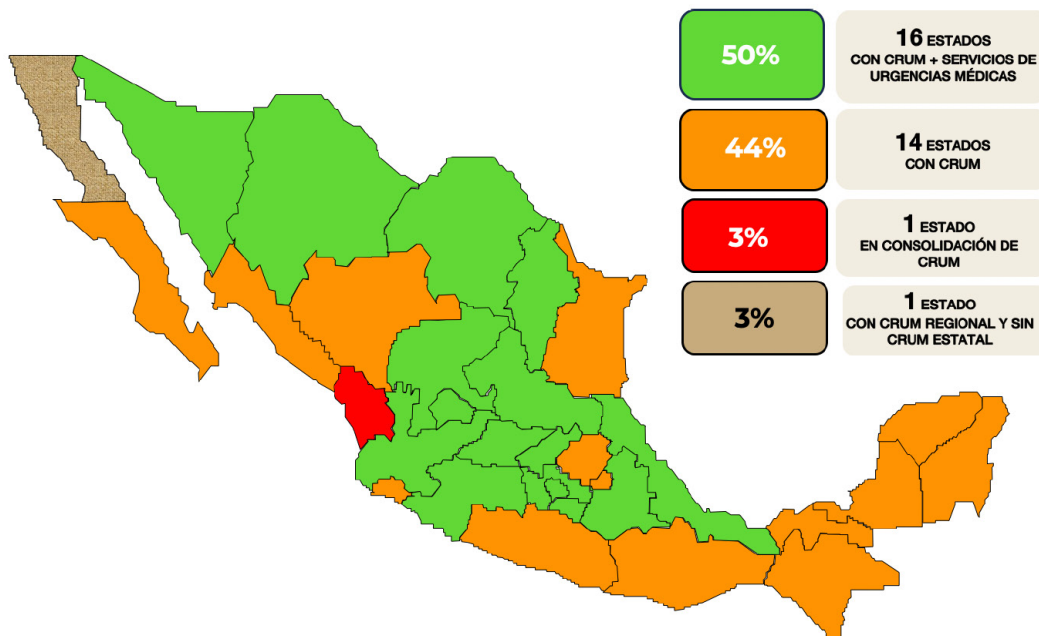 50%
16 ESTADOS
CON CRUM + SERVICIOS DE
URGENCIAS MÉDICAS
44%
14 ESTADOS
CON CRUM
3%
1 ESTADO
EN CONSOLIDACIÓN DE
CRUM
3%
1 ESTADO
CON CRUM REGIONAL Y SIN
CRUM ESTATAL